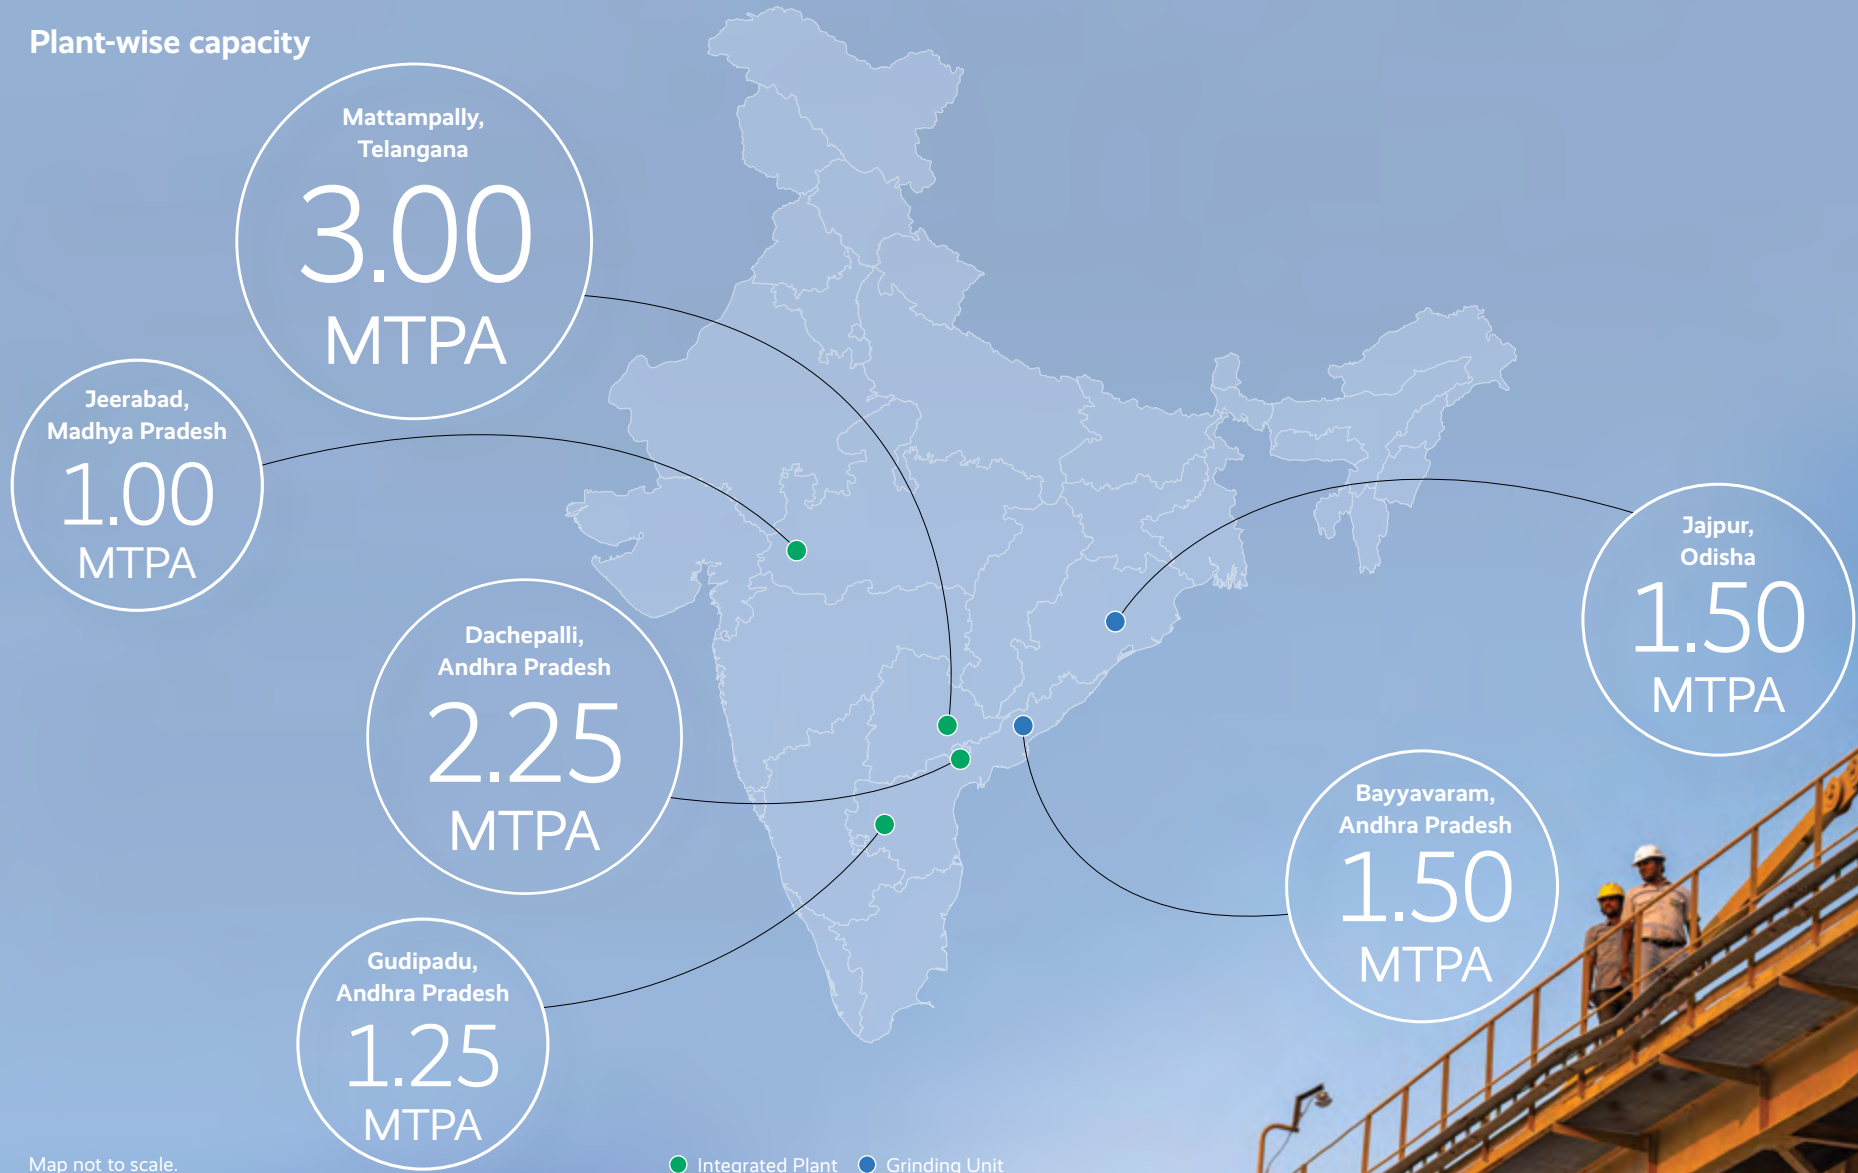 Plant-wise capacity
Mattampally,
Telangana
3.00
MTPA
Jeerabad,
Madhya Pradesh
1.00
MTPA
Dachepalli,
Andhra Pradesh
2.25
MTPA
Gudipadu,
Andhra Pradesh
1.25
MTPA
Jajpur,
Odisha
1.50
MTPA
Bayyavaram,
Andhra Pradesh
1.50
MTPA
Map not to scale.
Integrated Plant
Grinding Unit